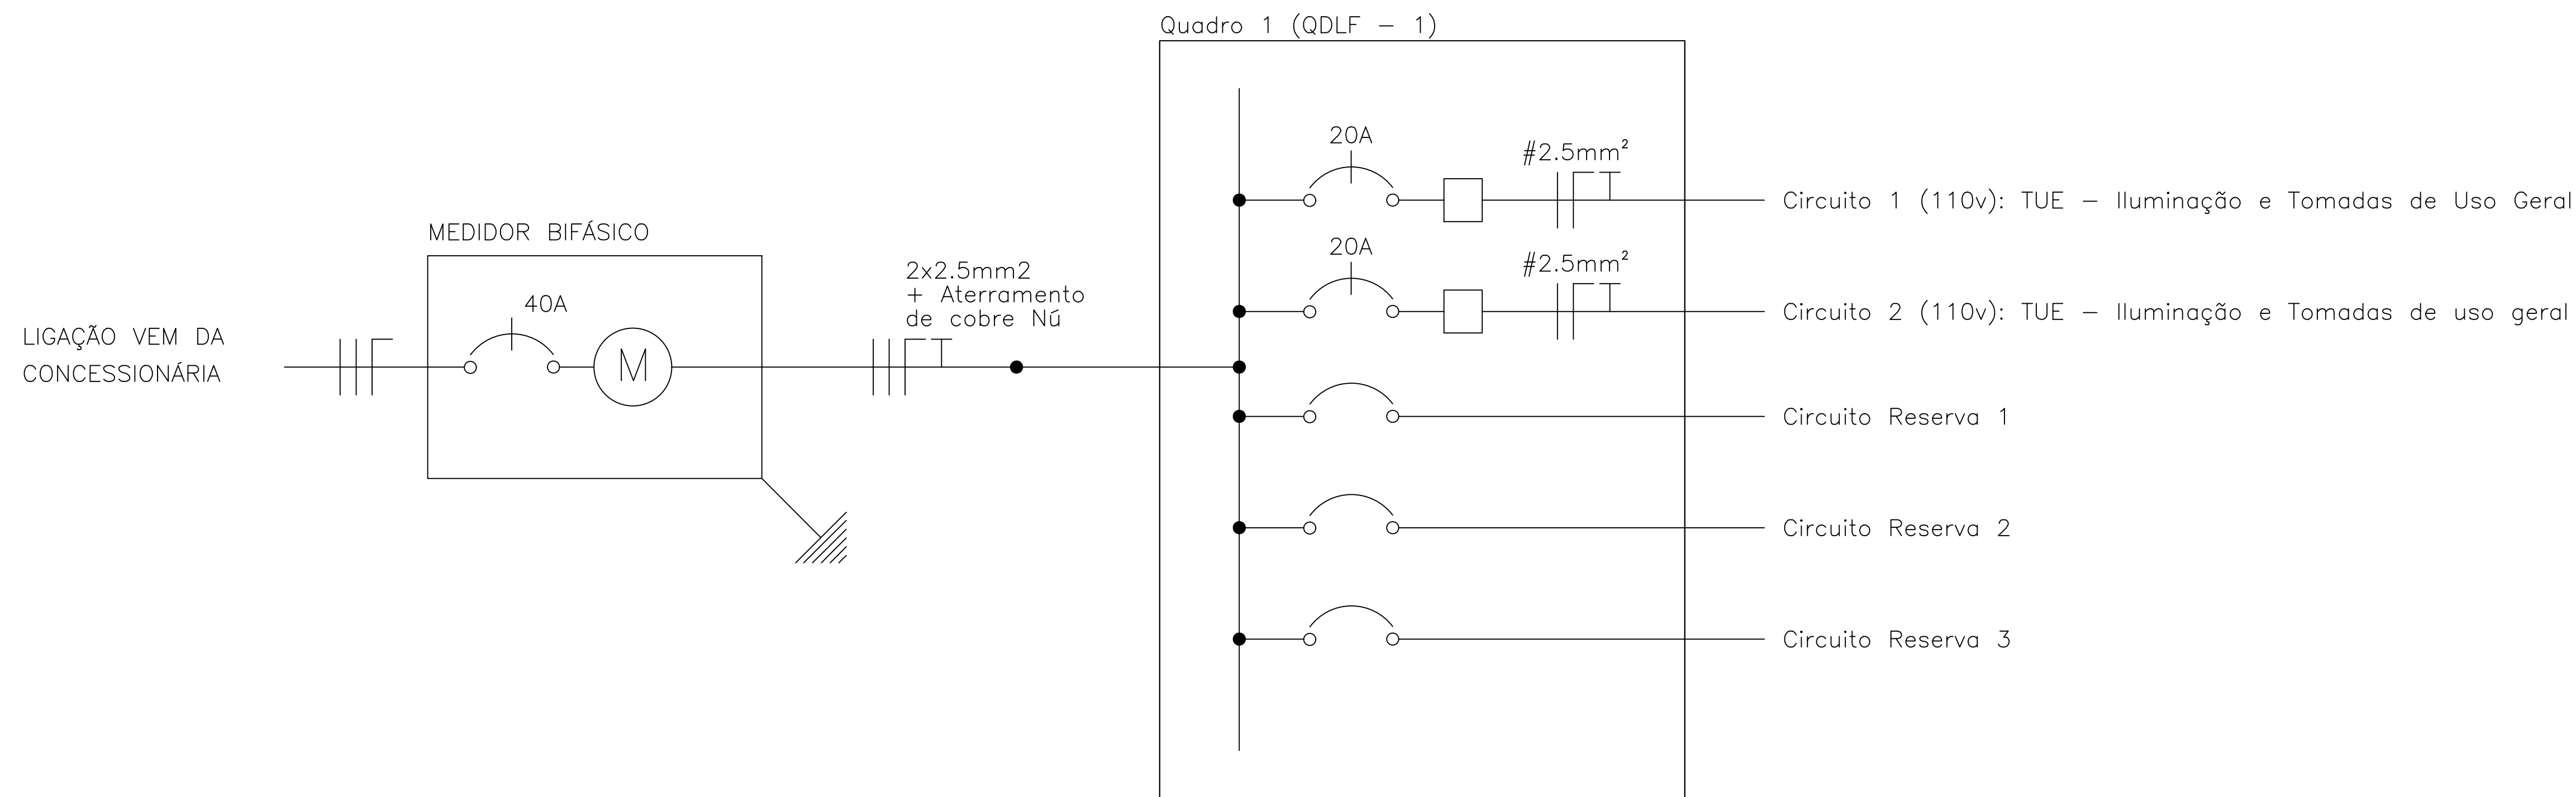 Quadro 1 (QDLF - 1)
20A
#2.5mm²
Circuito 1 (110v): TUE - Iluminação e Tomadas de Uso Geral
MEDIDOR BIFÁSICO
20A
#2.5mm²
2x2.5mm2
+ Aterramento
de cobre Nú
40A
Circuito 2 (110v): TUE - Iluminação e Tomadas de uso geral
LIGAÇÃO VEM DA
CONCESSIONÁRIA
M
Circuito Reserva 1
Circuito Reserva 2
Circuito Reserva 3